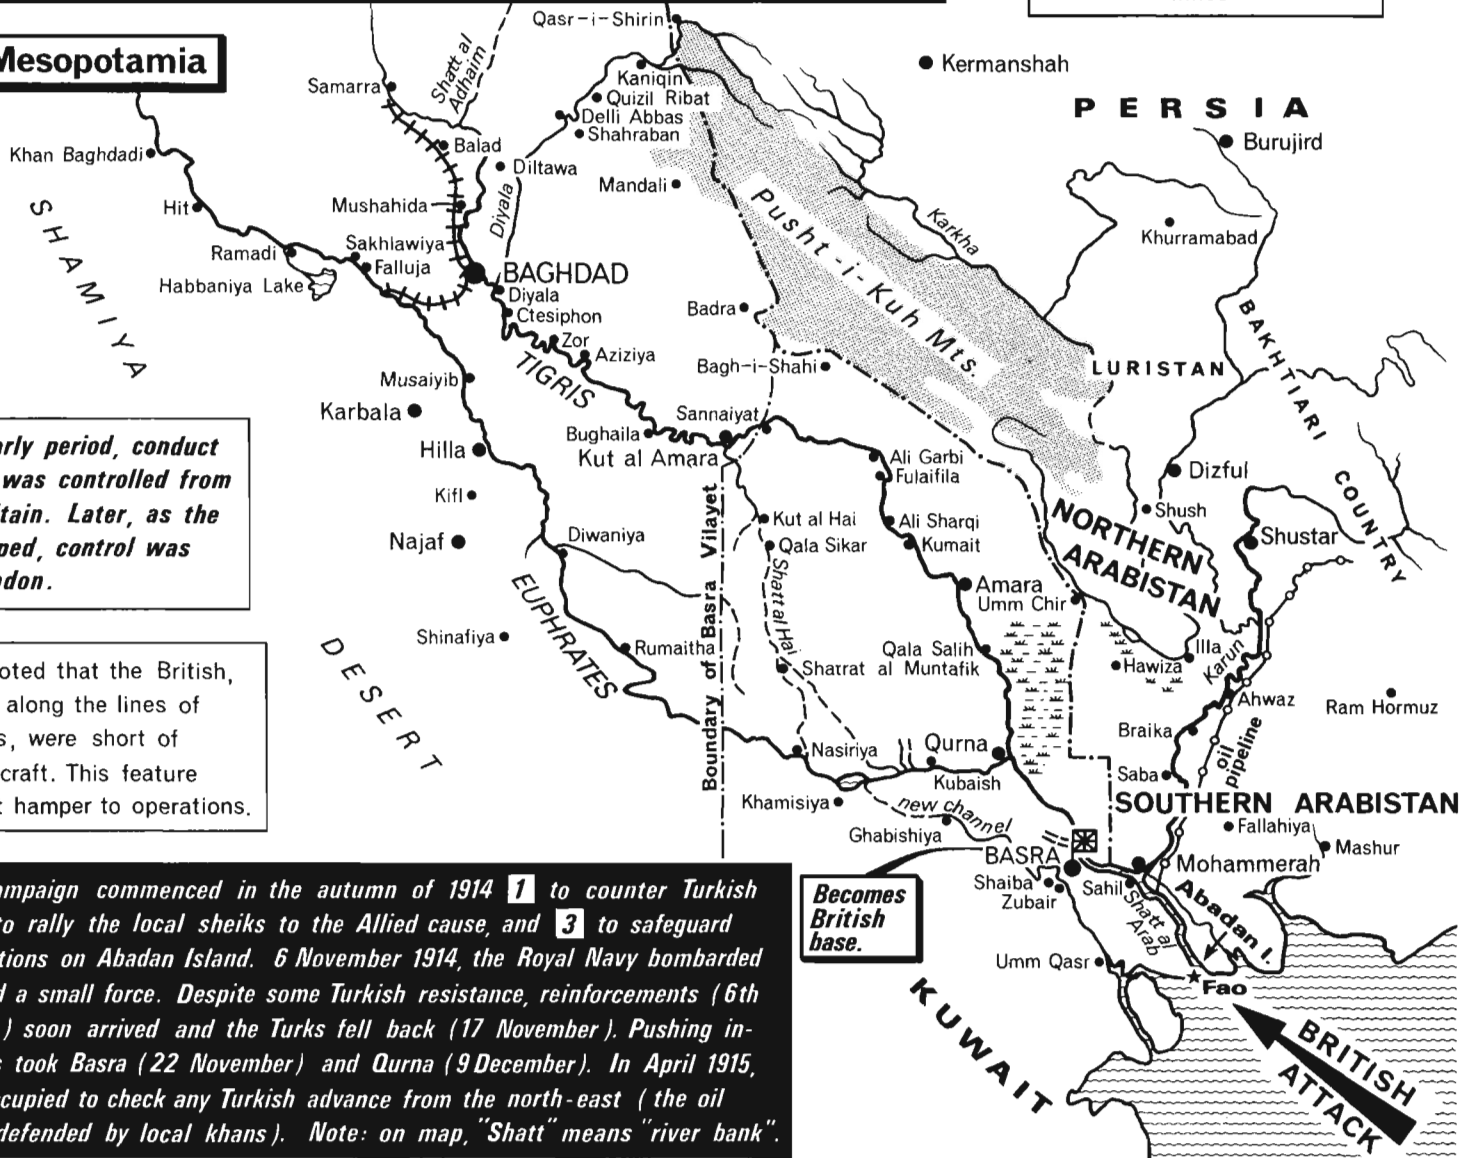 Mesopotamia
Qasr-i-Shirin
Kermanshah
PERSIA
Burujird
Samarra
Shatt al
Adhaim
Kaniqin
Quizil Ribat
Delli Abbas
Shahraban
Khan Baghdadi
Balad
Diltawa
Mandali
Hit
Mushahida
Diyala
Pusht-i-Kuh Mts.
Karkha
Khurramabad
SHAMIYA
Ramadi
Sakhlawiya
Falluja
Habbaniya Lake
BAGHDAD
Diyala
Ctesiphon
Zor
Aziziya
Badra
Bagh-i-Shahi
LURISTAN
BAKHTIARI
COUNTRY
TIGRIS
Musaiyib
Karbala
Sannaiyat
Bughaila
Kut al Amara
Hilla
Ali Garbi
Fulaifila
Dizful
Kifl
Shush
Shustar
Najaf
Diwaniya
Kut al Hai
Qala Sikar
Ali Sharqi
Kumait
NORTHERN
ARABISTAN
Boundary of Basra Vilayet
Shatt al Hai
Amara
Umm Chir
EUPHRATES
Shinafiya
Rumaitha
Shatrat al Muntafik
Qala Salih
Hawiza
Illa
Karun
Ahwaz
Ram Hormuz
DESERT
Braika
oil
pipeline
Nasiriya
Qurna
Kubaish
Saba
SOUTHERN ARABISTAN
Khamisiya
new channel
Ghabishiya
Fallahiya
Mashur
BASRA
Mohammerah
Shaiba
Zubair
Sahil
Shatt al
Arab
Abadan I.
Becomes
British
base.
Umm Qasr
Fao
KUWAIT
BRITISH
ATTACK
arly period, conduct
was controlled from
tain. Later, as the
ped, control was
don.
oted that the British,
along the lines of
s, were short of
craft. This feature
t hamper to operations.
ampaign commenced in the autumn of 1914 1 to counter Turkish
to rally the local sheiks to the Allied cause, and 3 to safeguard
tions on Abadan Island. 6 November 1914, the Royal Navy bombarded
d a small force. Despite some Turkish resistance, reinforcements (6th
) soon arrived and the Turks fell back (17 November). Pushing in-
s took Basra (22 November) and Qurna (9 December). In April 1915,
ccupied to check any Turkish advance from the north-east (the oil
defended by local khans). Note: on map, "Shatt" means "river bank".